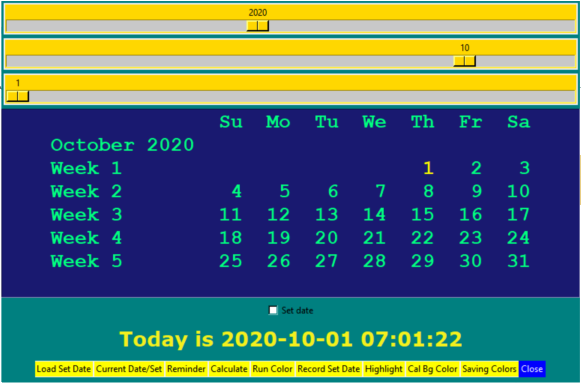 2020
10
1
Su Mo Tu We Th Fr Sa
October 2020
Week 1 1 2 3
Week 2 4 5 6 7 8 9 10
Week 3 11 12 13 14 15 16 17
Week 4 18 19 20 21 22 23 24
Week 5 25 26 27 28 29 30 31
Set date
Today is 2020-10-01 07:01:22
Load Set Date Current Date/Set Reminder Calculate Run Color Record Set Date Highlight Cal Bg Color Saving Colors Close